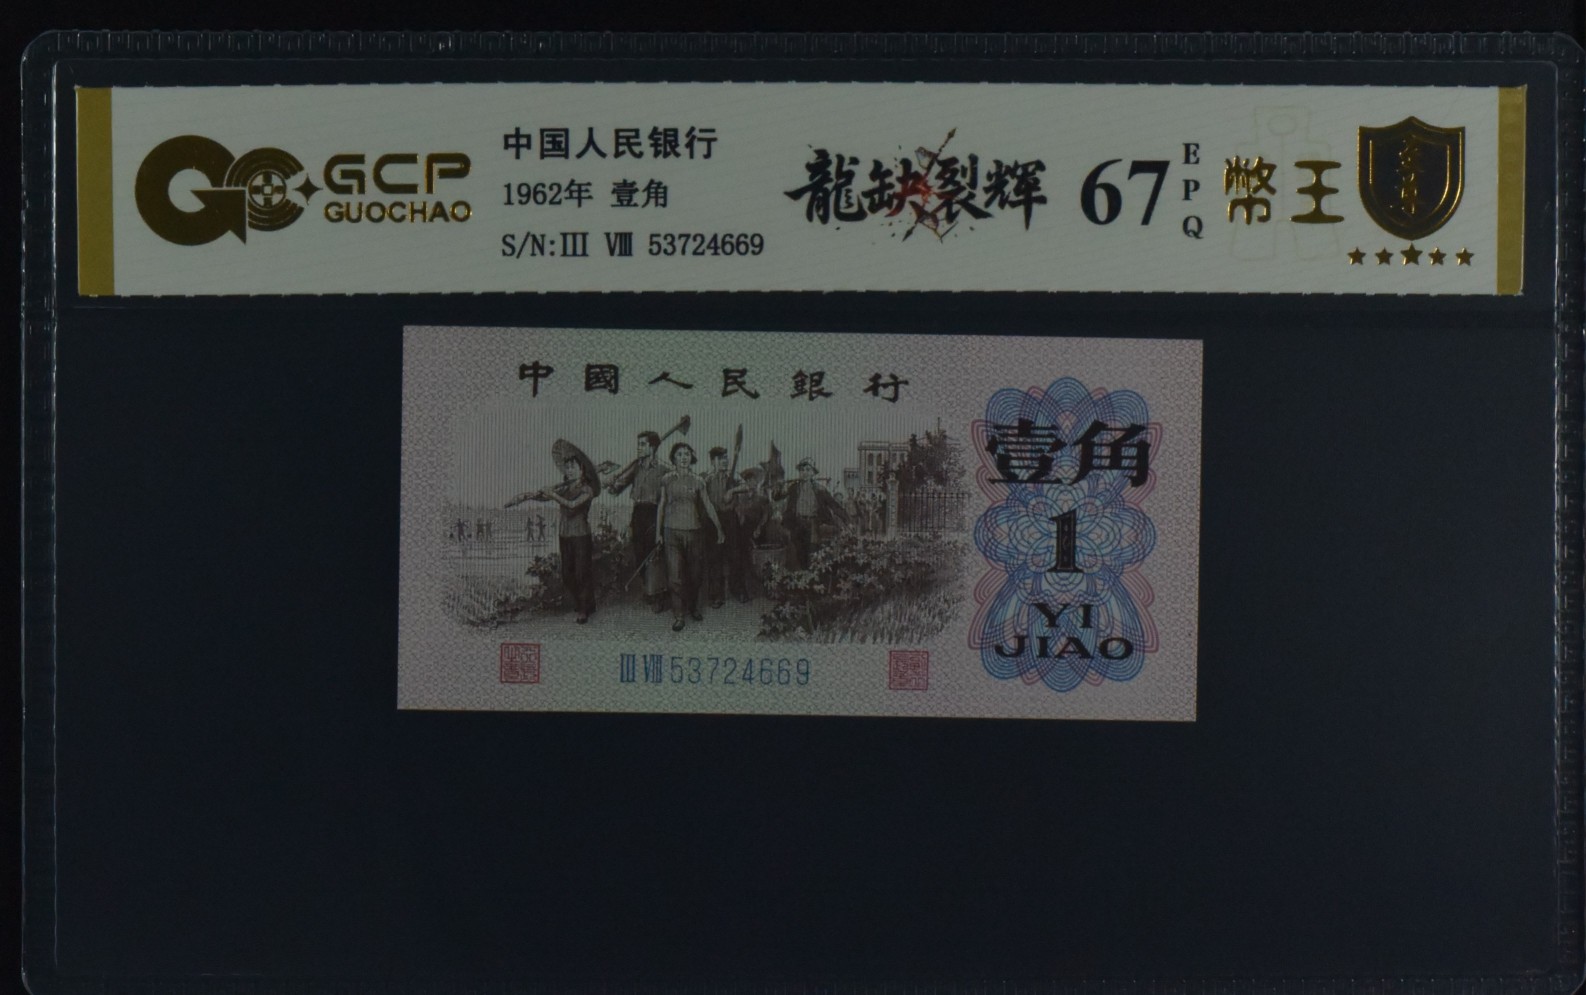 GCP
GUOCHAO
中国人民银行
1962年 壹角
S/N:III VIII 53724669
龍缺裂辉
67
EPQ
幣王
中國人民銀行
壹角
1
YI
JIAO
III VIII 53724669